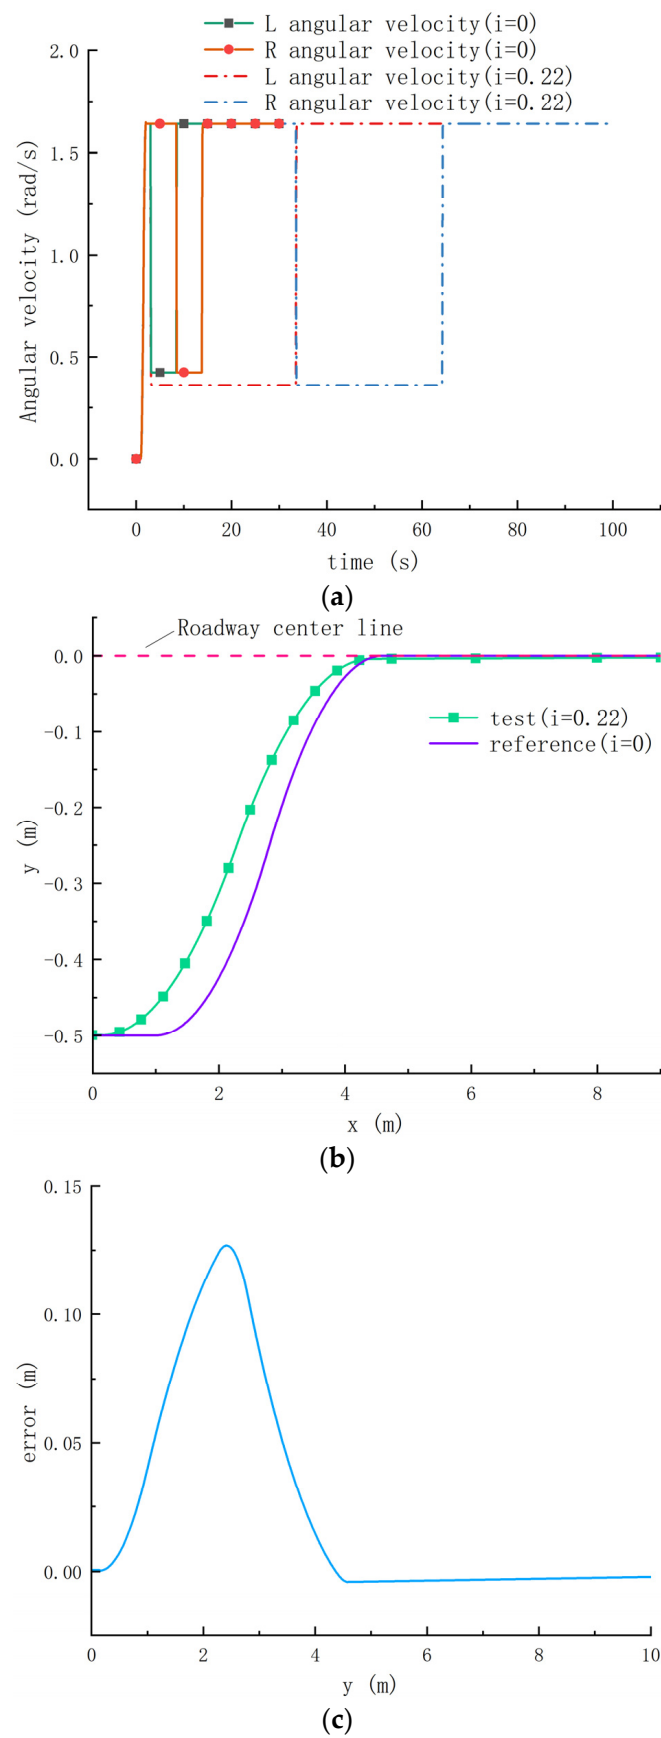 L angular velocity(i=0)
R angular velocity(i=0)
L angular velocity(i=0.22)
R angular velocity(i=0.22)
2.0
1.5
1.0
0.5
0.0
Angular velocity (rad/s)
0 20 40 60 80 100
time (s)
(a)
Roadway center line
0.0
-0.1
-0.2
-0.3
-0.4
-0.5
y (m)
test(i=0.22)
reference(i=0)
0 2 4 6 8
x (m)
(b)
0.15
0.10
0.05
0.00
error (m)
0 2 4 6 8 10
y (m)
(c)